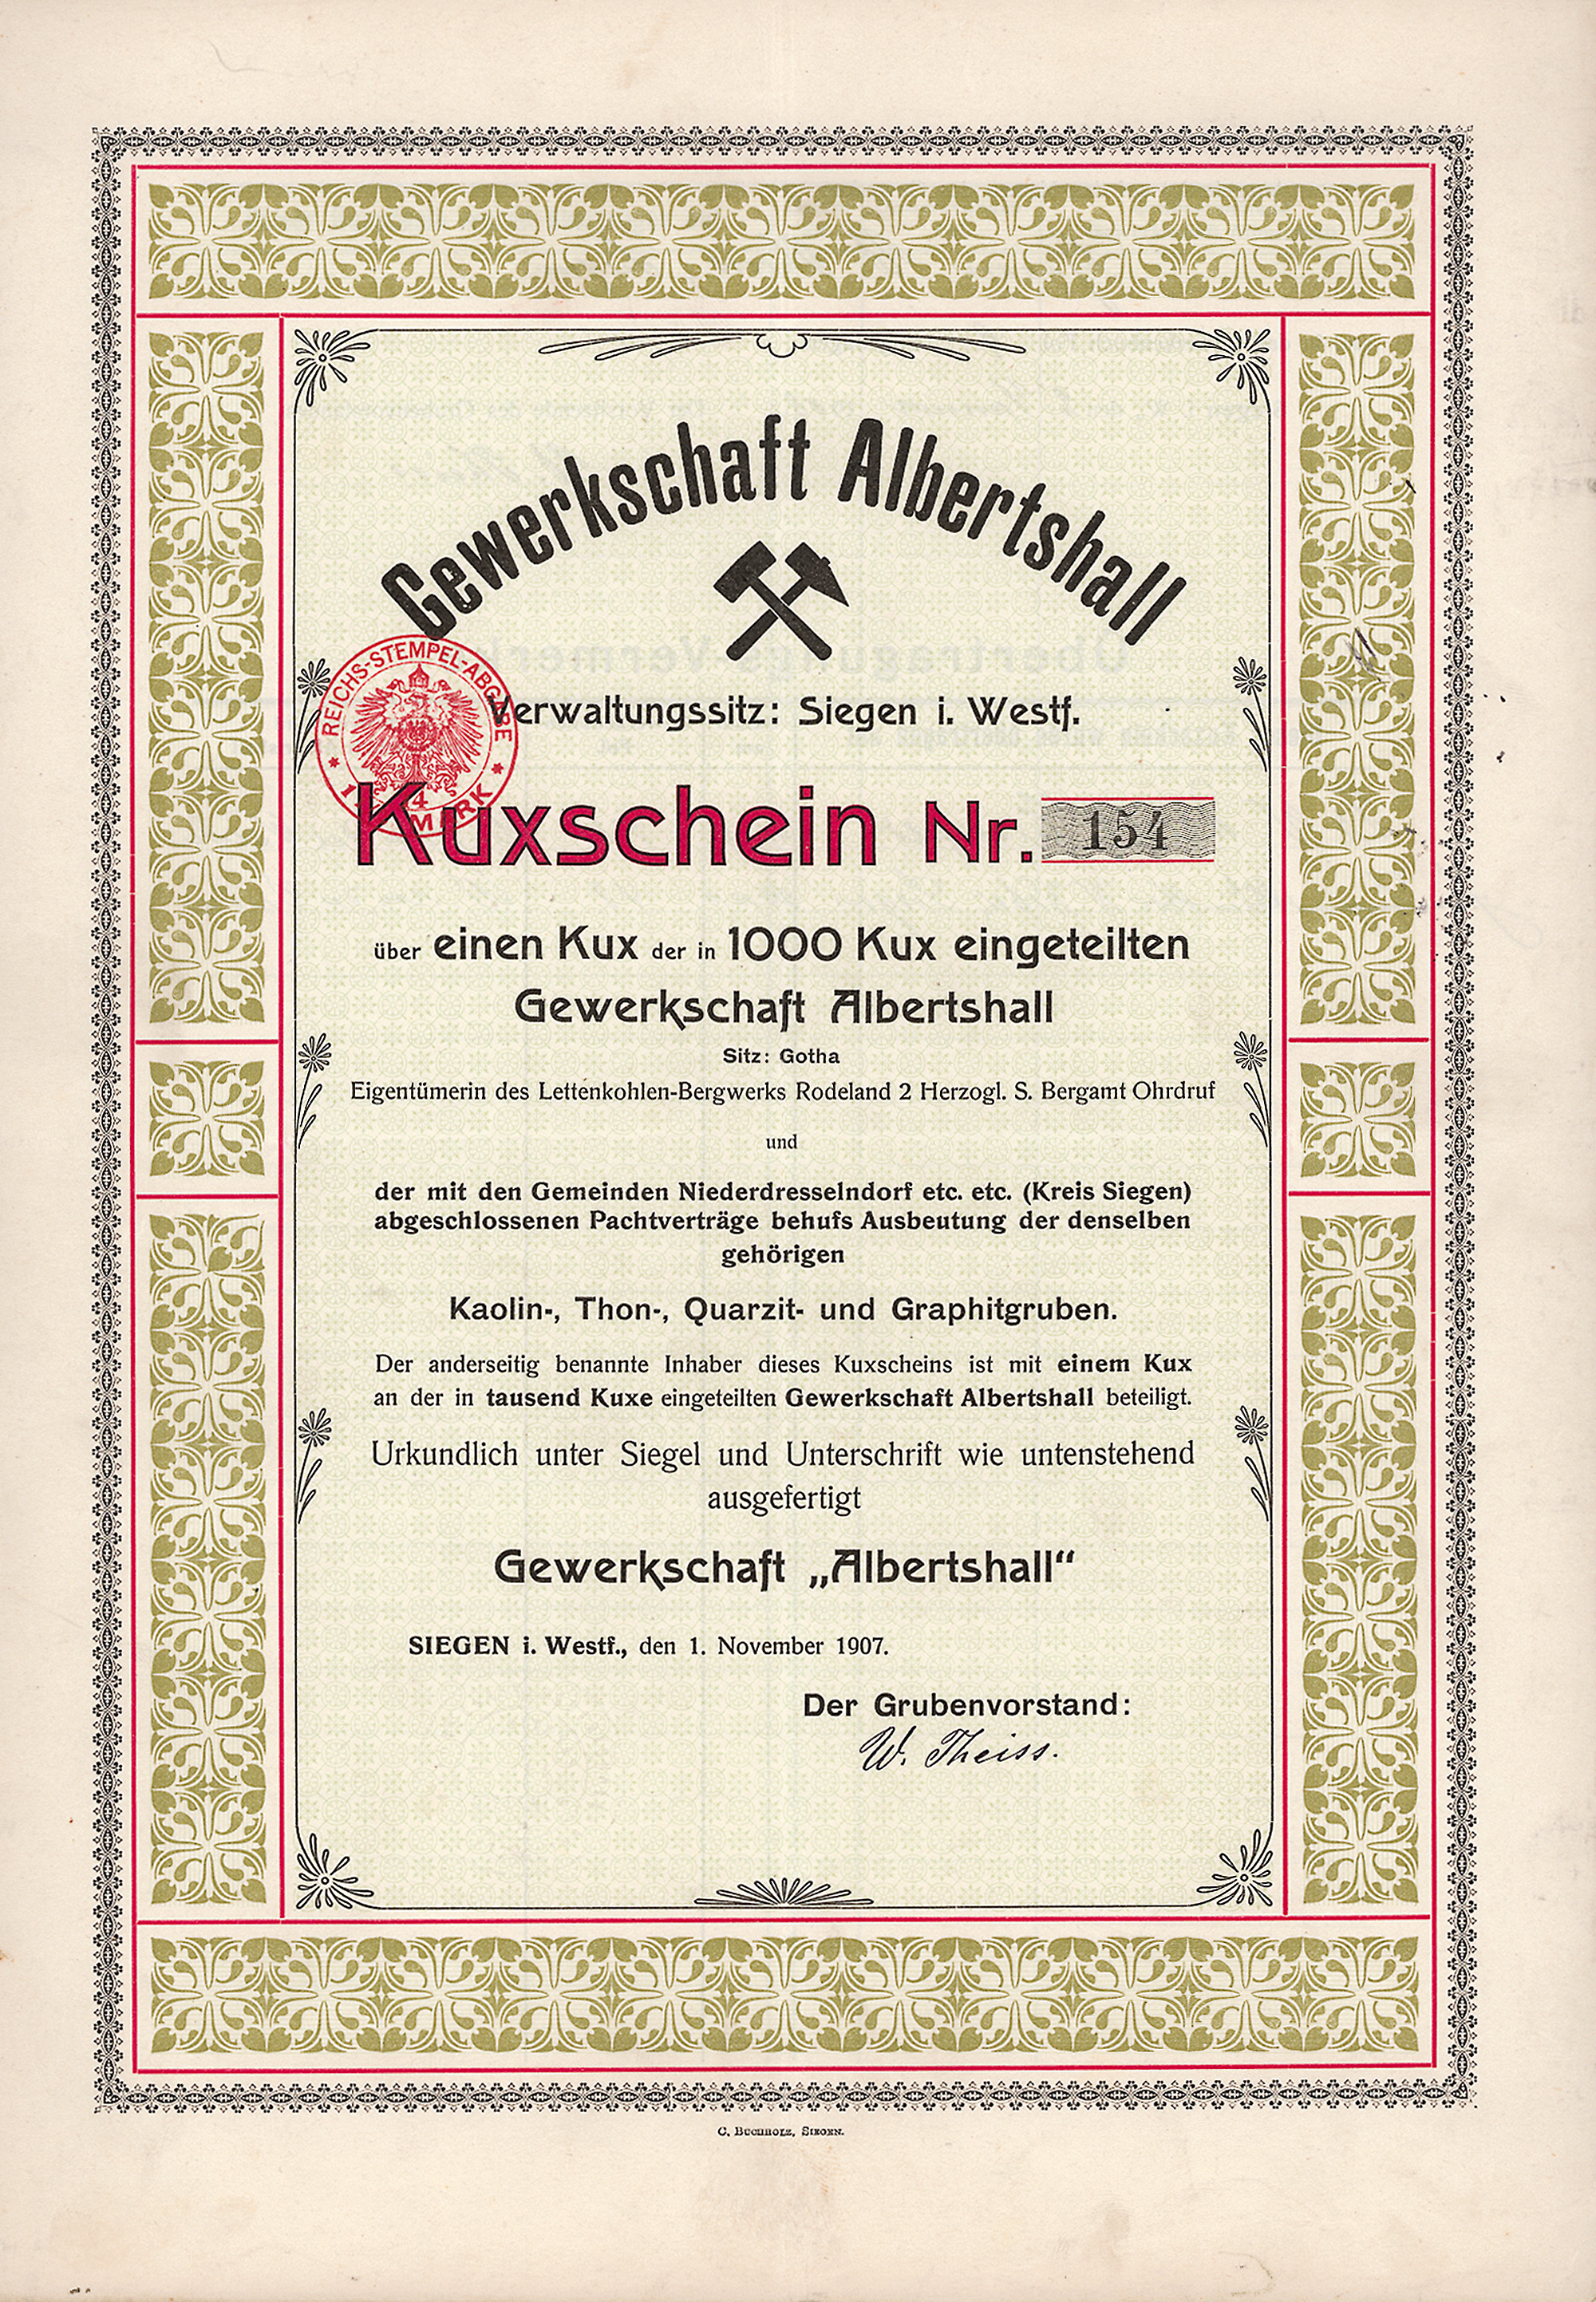 Gewerkschaft Albertshall
REICHS-STEMPEL-ABGABE
MARK
Verwaltungssitz: Siegen i. Westf.
Kuxschein Nr. 154
über einen Kux der in 1000 Kux eingeteilten
Gewerkschaft Albertshall
Sitz: Gotha
Eigentümerin des Lettenkohlen-Bergwerks Rodeland 2 Herzogl. S. Bergamt Ohrdruf
und
der mit den Gemeinden Niederdresselndorf etc. etc. (Kreis Siegen)
abgeschlossenen Pachtverträge behufs Ausbeutung der denselben
gehörigen
Kaolin-, Thon-, Quarzit- und Graphitgruben.
Der anderseitig benannte Inhaber dieses Kuxscheins ist mit einem Kux
an der in tausend Kuxe eingeteilten Gewerkschaft Albertshall beteiligt.
Urkundlich unter Siegel und Unterschrift wie untenstehend
ausgefertigt
Gewerkschaft „Albertshall“
SIEGEN i. Westf., den 1. November 1907.
Der Grubenvorstand:
W. Theiss.
C. Buchholz, Siegen.